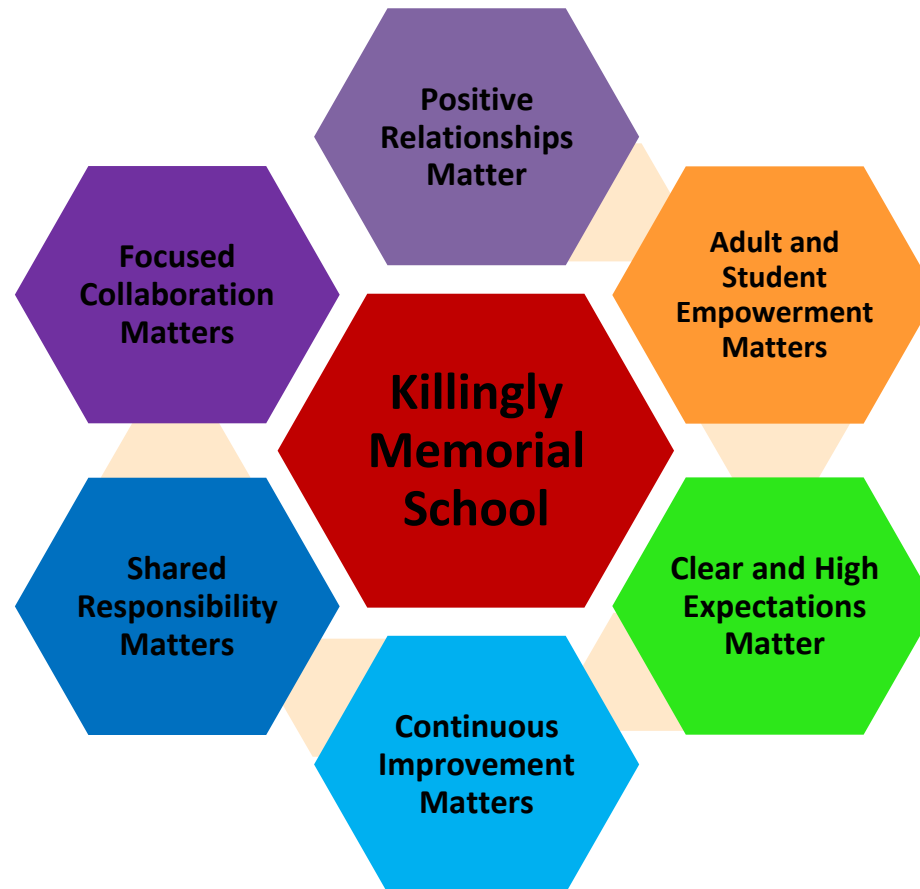 Positive
Relationships
Matter
Adult and
Student
Empowerment
Matters
Clear and High
Expectations
Matter
Continuous
Improvement
Matters
Shared
Responsibility
Matters
Focused
Collaboration
Matters
Killingly
Memorial
School